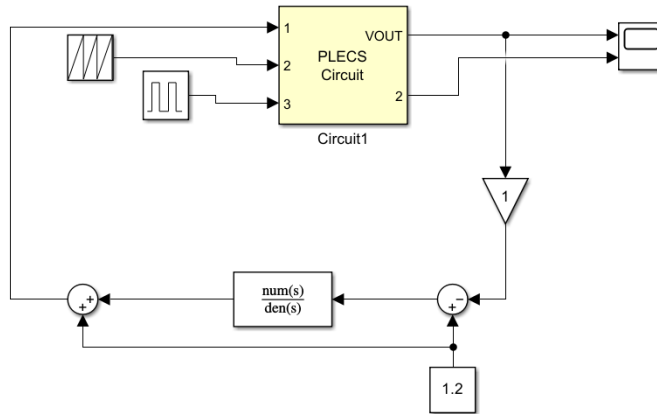 1
VOUT
PLECS
Circuit
2
3
2
Circuit1
1
num(s)
den(s)
+
+
−
+
1.2